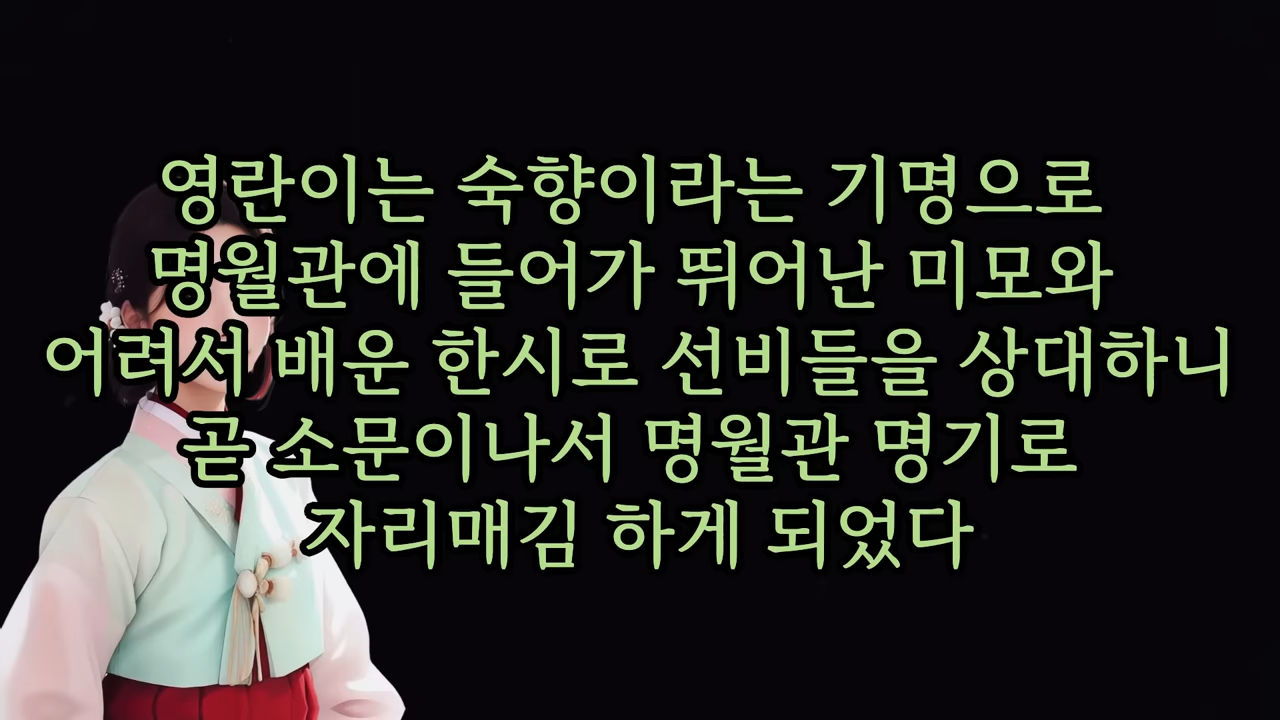 영란이는 숙향이라는 기명으로
명월관에 들어가 뛰어난 미모와
어려서 배운 한시로 선비들을 상대하니
곧 소문이나서 명월관 명기로
자리매김 하게 되었다